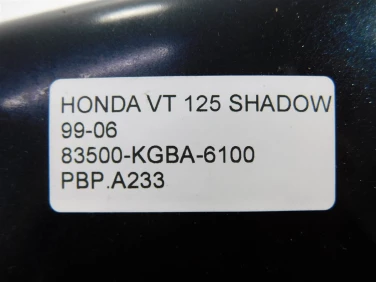 HONDA VT 125 SHADOW
99-06
83500-KGBA-6100
PBP.A233